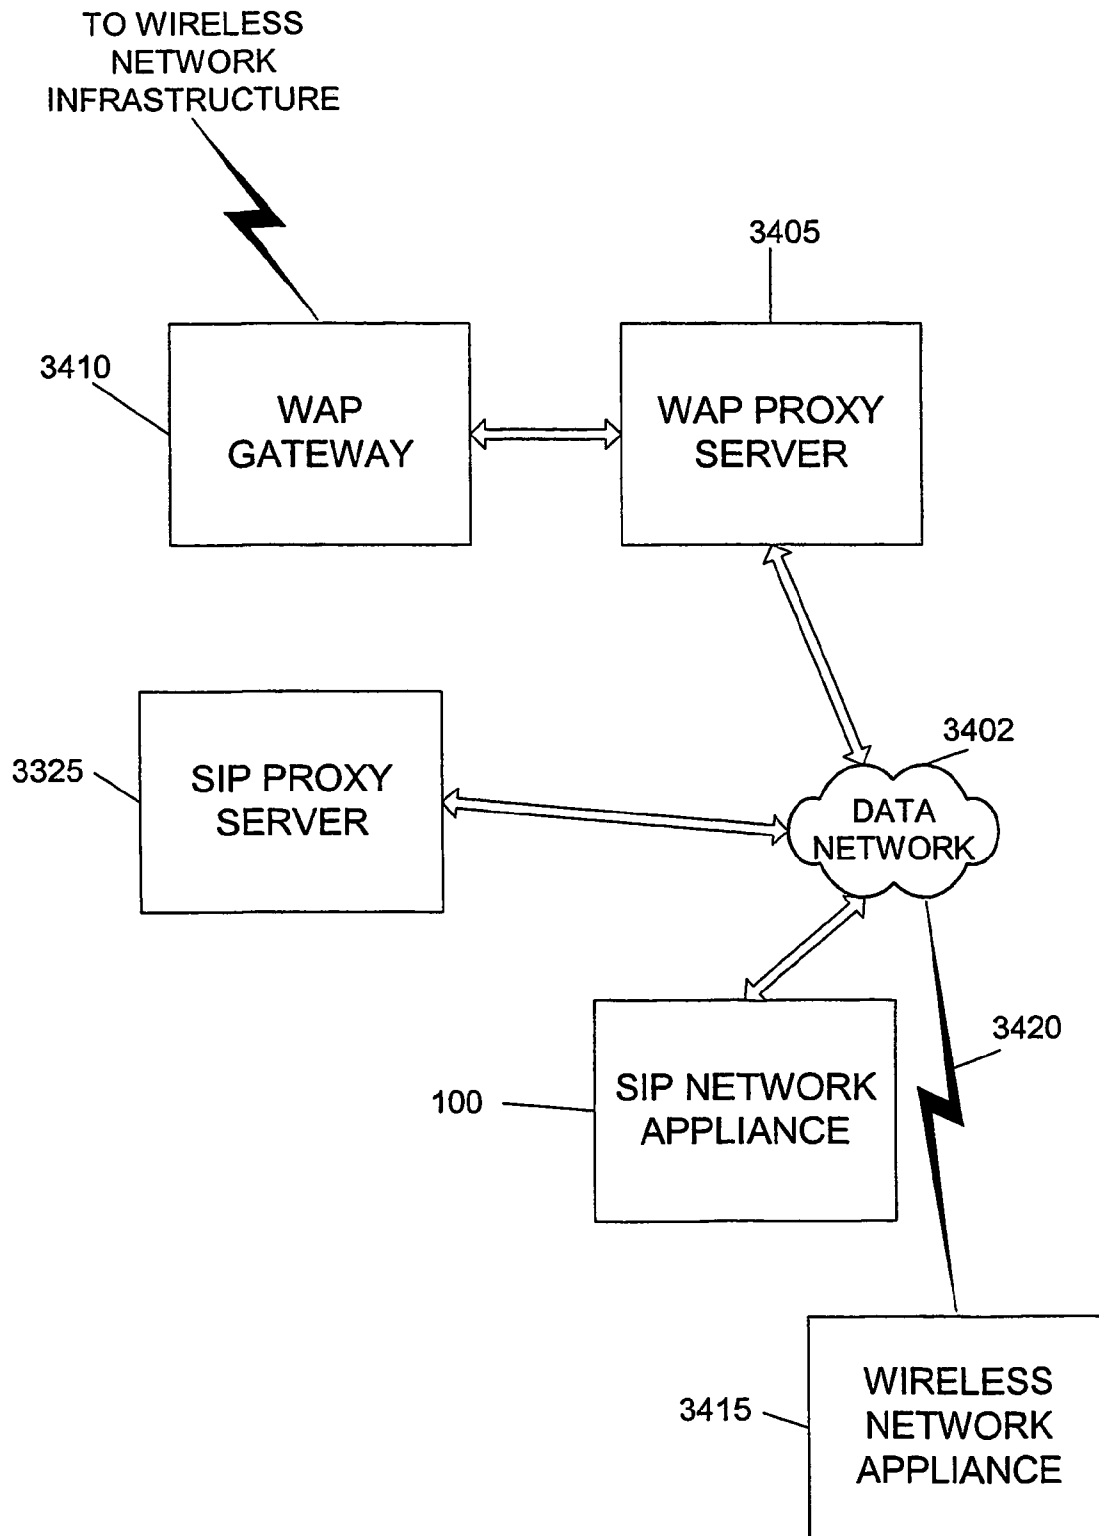 TO WIRELESS
NETWORK
INFRASTRUCTURE
3405
3410
WAP
GATEWAY
WAP PROXY
SERVER
3402
3325
SIP PROXY
SERVER
DATA
NETWORK
3420
100
SIP NETWORK
APPLIANCE
3415
WIRELESS
NETWORK
APPLIANCE